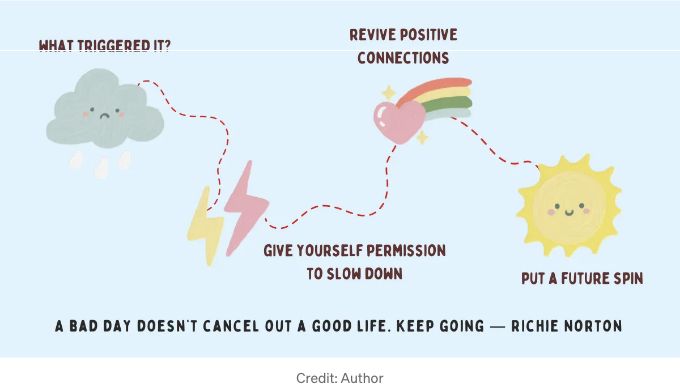 WHAT TRIGGERED IT?
REVIVE POSITIVE
CONNECTIONS
GIVE YOURSELF PERMISSION
TO SLOW DOWN
PUT A FUTURE SPIN
A BAD DAY DOESN'T CANCEL OUT A GOOD LIFE. KEEP GOING — RICHIE NORTON
Credit: Author